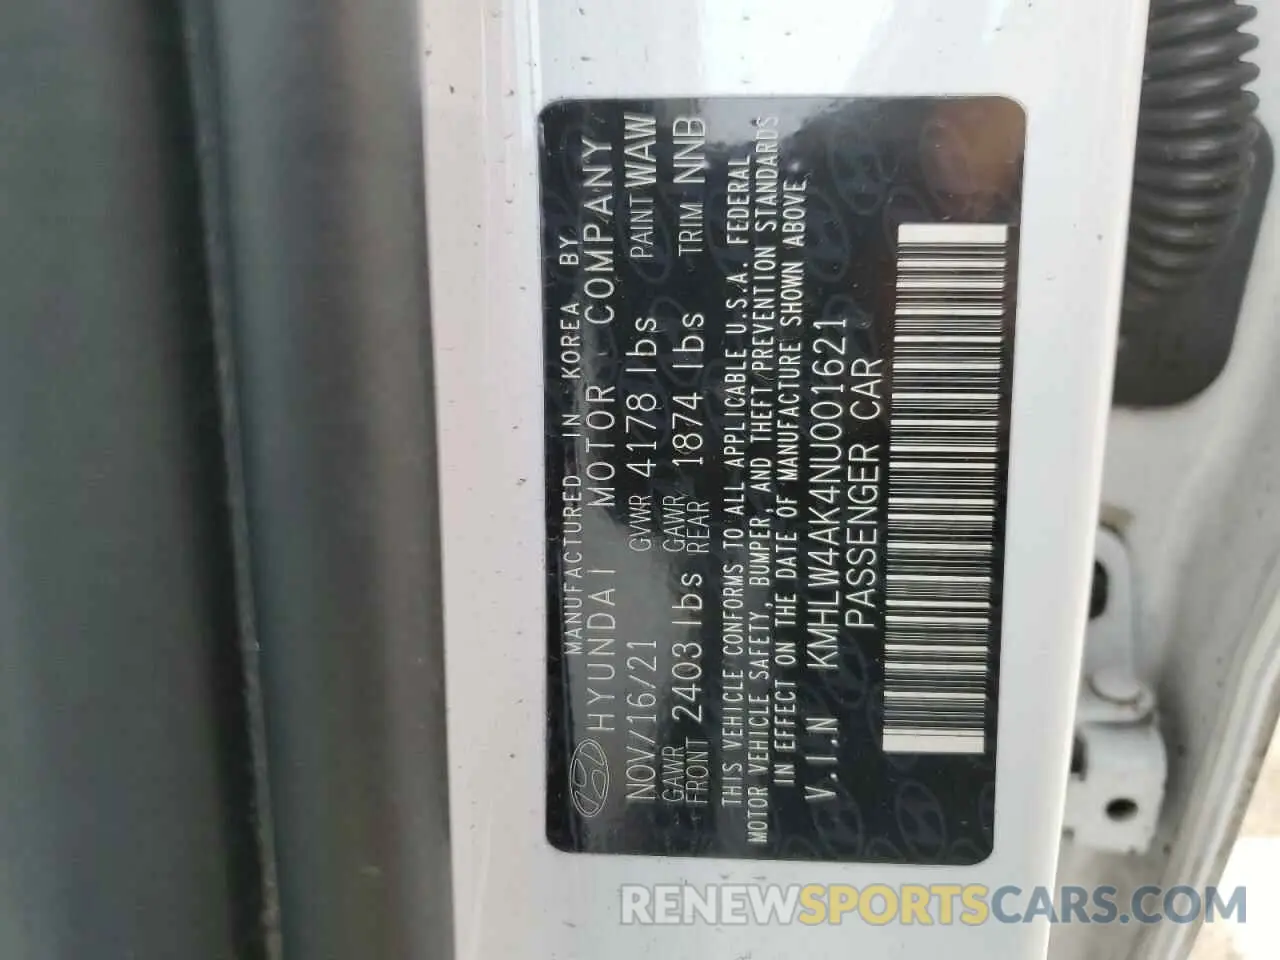 MANUFACTURED IN KOREA BY
HYUNDAI MOTOR COMPANY
NOV/16/21 GVWR 4178 lbs PAINT WAW
GAWR FRONT 2403 lbs GAWR REAR 1874 lbs TRIM NNB
THIS VEHICLE CONFORMS TO ALL APPLICABLE U.S.A. FEDERAL
MOTOR VEHICLE SAFETY, BUMPER, AND THEFT PREVENTION STANDARDS
IN EFFECT ON THE DATE OF MANUFACTURE SHOWN ABOVE
V.I.N KMHLW4AK4NU001621
PASSENGER CAR
RENEWSPORTSCARS.COM